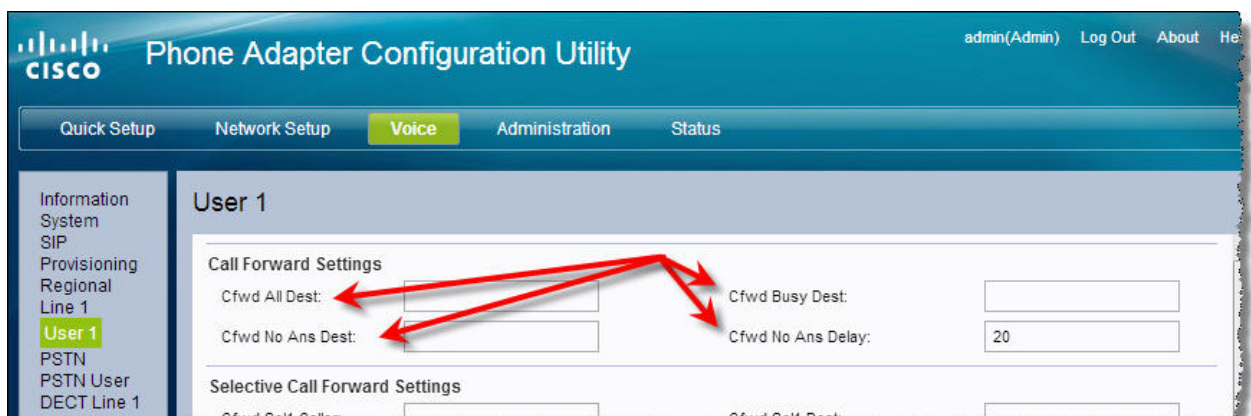 CISCO
Phone Adapter Configuration Utility
admin(Admin) Log Out About
Quick Setup Network Setup Voice Administration Status
Information
System
SIP
Provisioning
Regional
Line 1
User 1
PSTN
PSTN User
DECT Line 1
User 1
Call Forward Settings
Cfwd All Dest: Cfwd Busy Dest:
Cfwd No Ans Dest: Cfwd No Ans Delay: 20
Selective Call Forward Settings